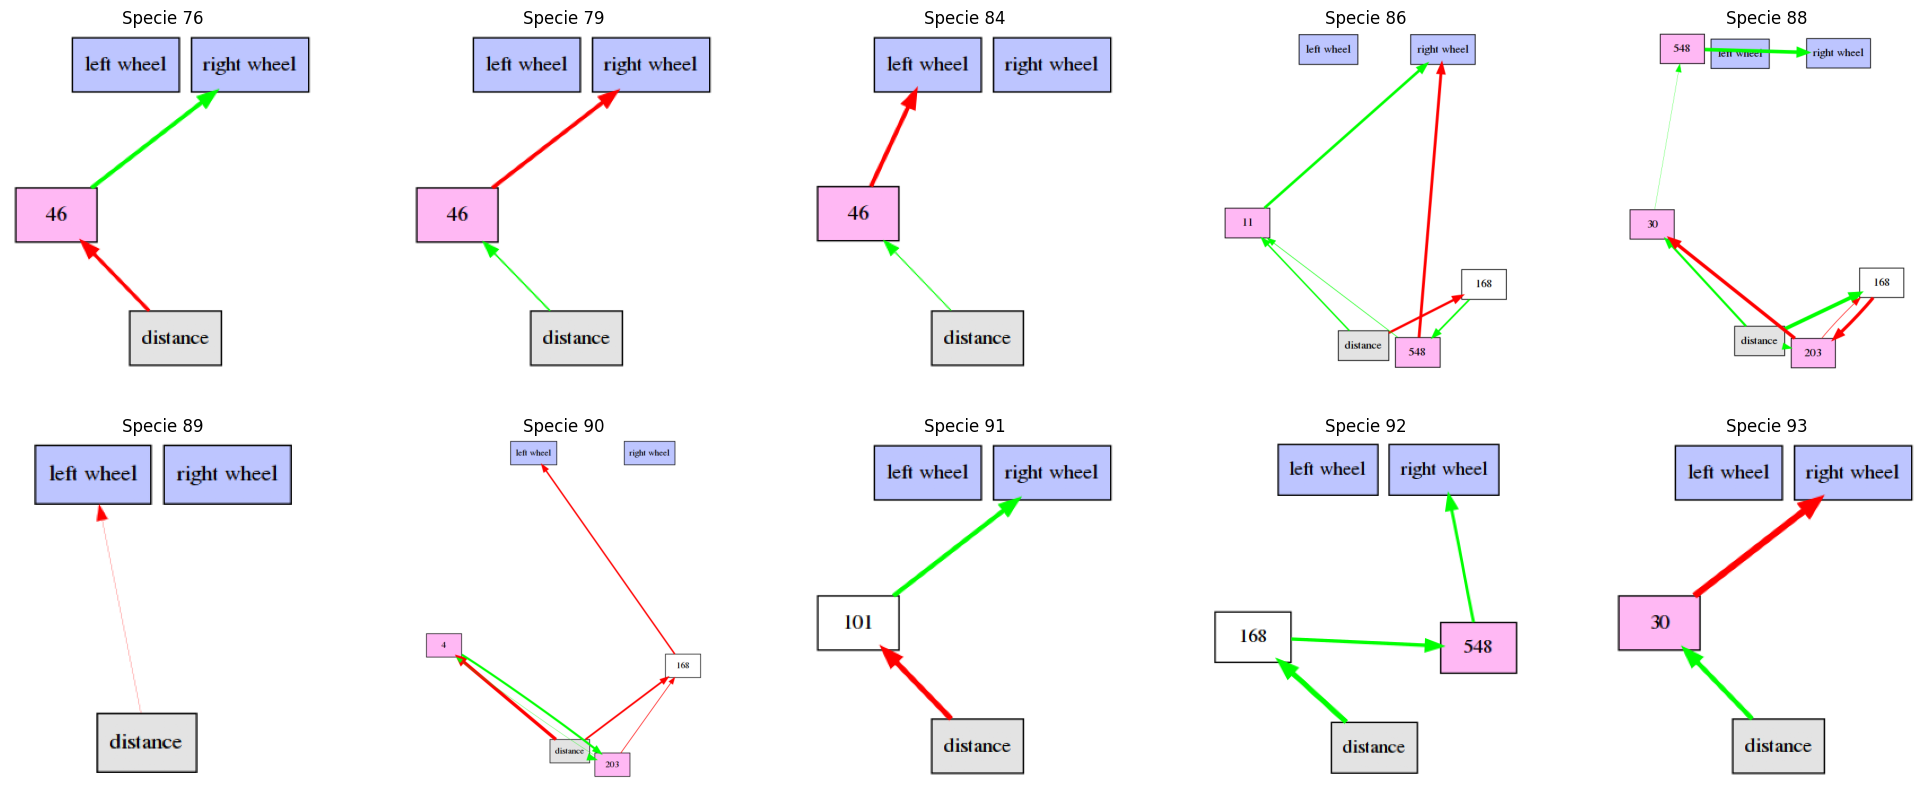 Specie 76
left wheel
right wheel
46
distance
Specie 79
left wheel
right wheel
46
distance
Specie 84
left wheel
right wheel
46
distance
Specie 86
left wheel
right wheel
11
168
distance
548
Specie 88
548
left wheel
right wheel
30
168
distance
203
Specie 89
left wheel
right wheel
distance
Specie 90
left wheel
right wheel
4
168
distance
203
Specie 91
left wheel
right wheel
101
distance
Specie 92
left wheel
right wheel
168
548
distance
Specie 93
left wheel
right wheel
30
distance